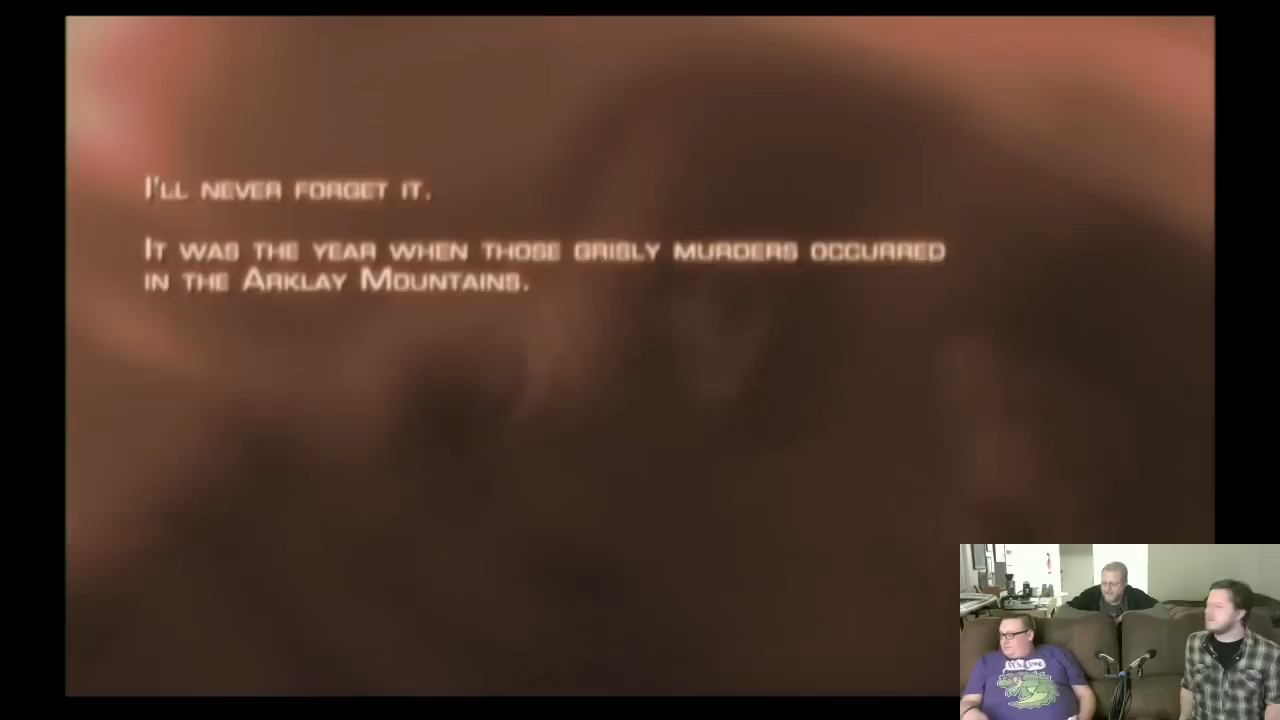 I'll never forget it.
It was the year when those grisly murders occurred
in the Arklay Mountains.